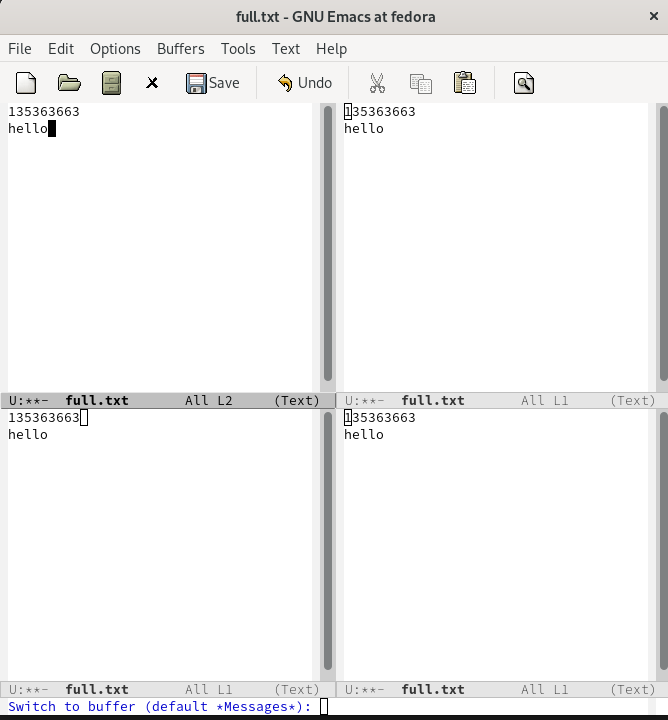 full.txt - GNU Emacs at fedora
File Edit Options Buffers Tools Text Help
Save Undo
135363663
hello
135363663
hello
U:**- full.txt All L2 (Text)
U:**- full.txt All L1 (Text)
135363663
hello
135363663
hello
U:**- full.txt All L1 (Text)
U:**- full.txt All L1 (Text)
Switch to buffer (default *Messages*):